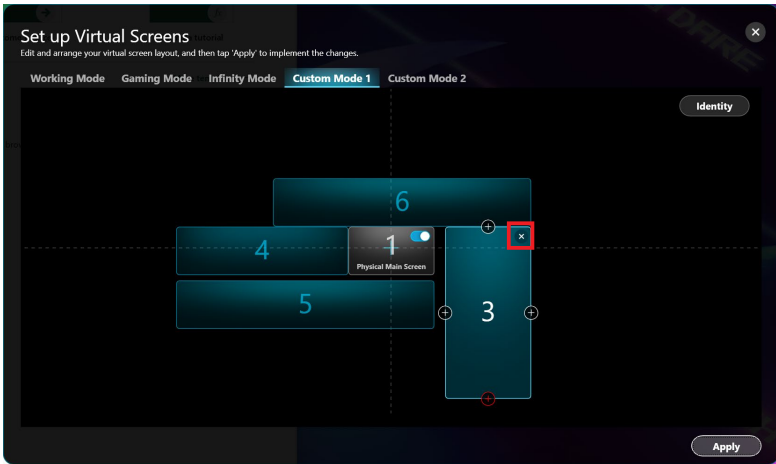 Set up Virtual Screens
Edit and arrange your virtual screen layout, and then tap 'Apply' to implement the changes.
Working Mode Gaming Mode Infinity Mode Custom Mode 1 Custom Mode 2
Identity
6
4
1
Physical Main Screen
5
3
Apply